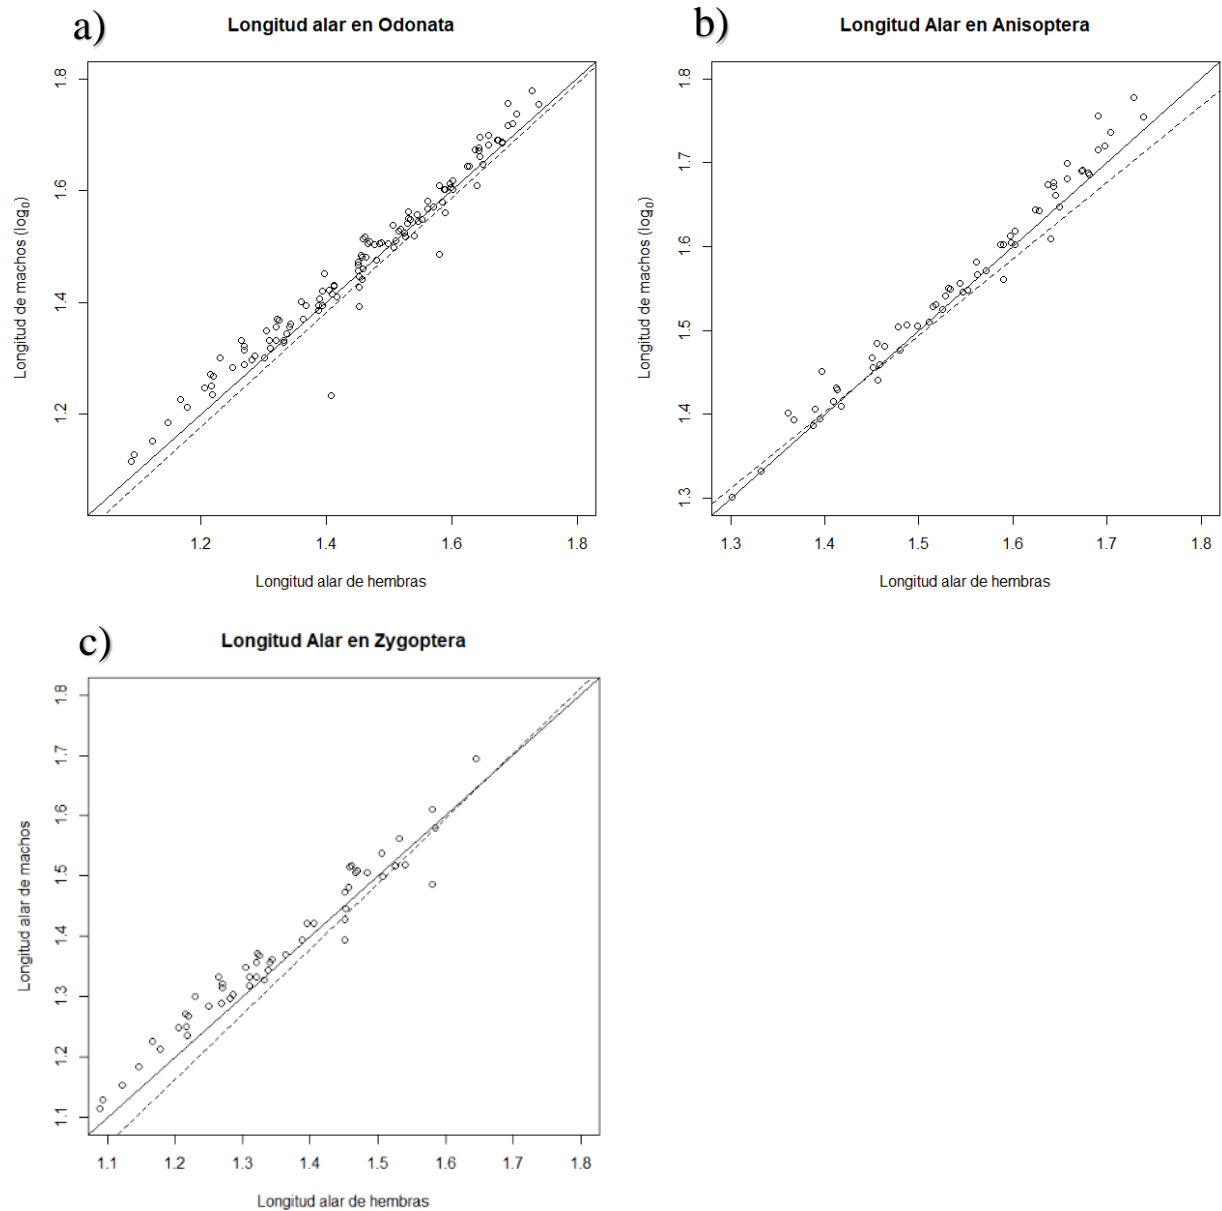 a)
Longitud alar en Odonata
Longitud de machos (log₀)
1.2 1.4 1.6 1.8
1.2 1.4 1.6 1.8
Longitud alar de hembras
b)
Longitud Alar en Anisoptera
Longitud de machos (log₀)
1.3 1.4 1.5 1.6 1.7 1.8
1.3 1.4 1.5 1.6 1.7 1.8
Longitud alar de hembras
c)
Longitud Alar en Zygoptera
Longitud alar de machos
1.1 1.2 1.3 1.4 1.5 1.6 1.7 1.8
1.1 1.2 1.3 1.4 1.5 1.6 1.7 1.8
Longitud alar de hembras